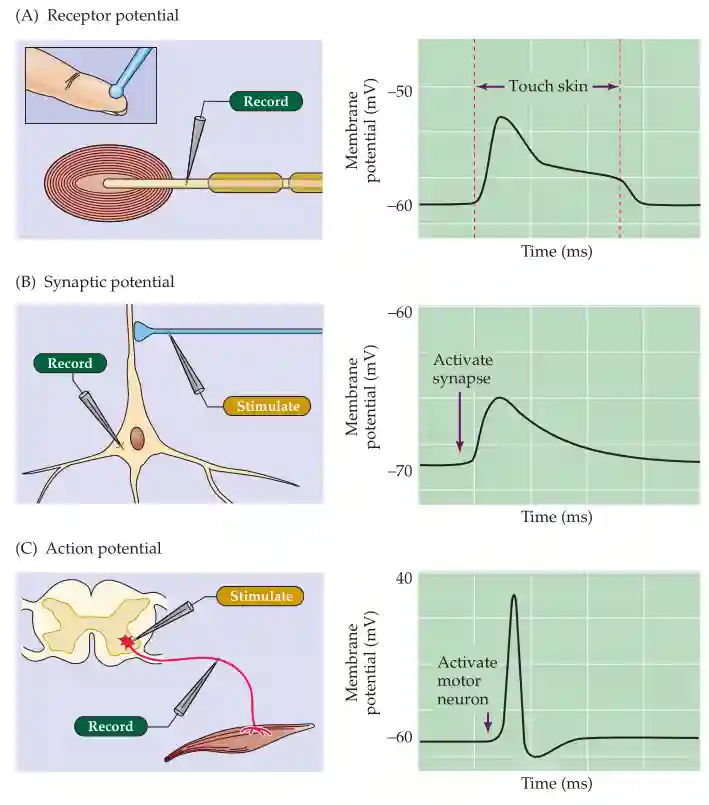 (A) Receptor potential
Record
Membrane
potential (mV)
–50
–60
Touch skin
Time (ms)
(B) Synaptic potential
Record
Stimulate
Membrane
potential (mV)
–60
–70
Activate
synapse
Time (ms)
(C) Action potential
Stimulate
Record
Membrane
potential (mV)
40
–60
Activate
motor
neuron
Time (ms)